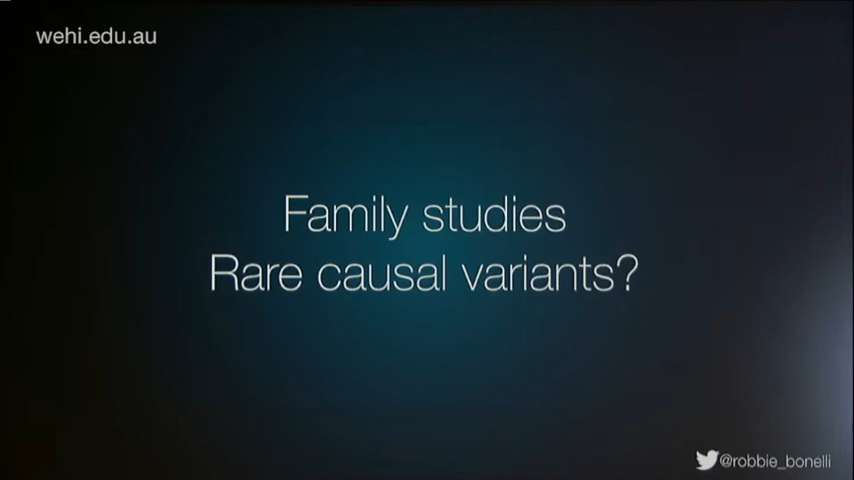 wehi.edu.au
Family studies
Rare causal variants?
@robbie_bonelli